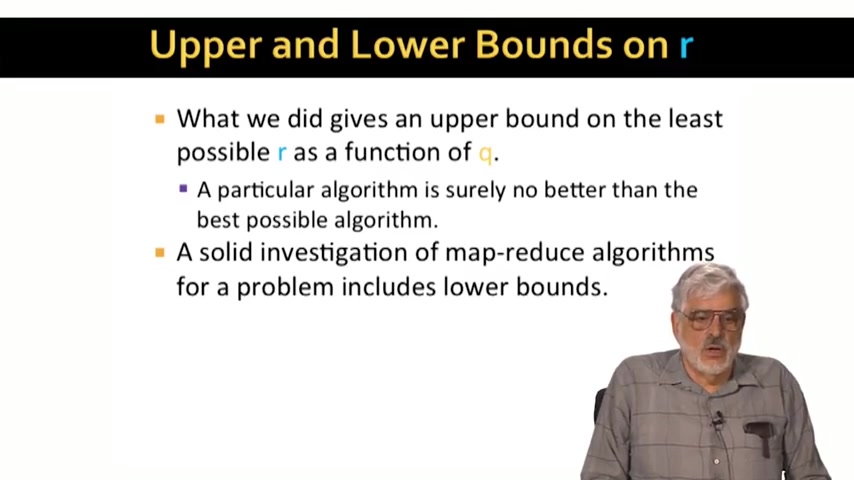 Upper and Lower Bounds on r
What we did gives an upper bound on the least
possible r as a function of q.
A particular algorithm is surely no better than the
best possible algorithm.
A solid investigation of map-reduce algorithms
for a problem includes lower bounds.